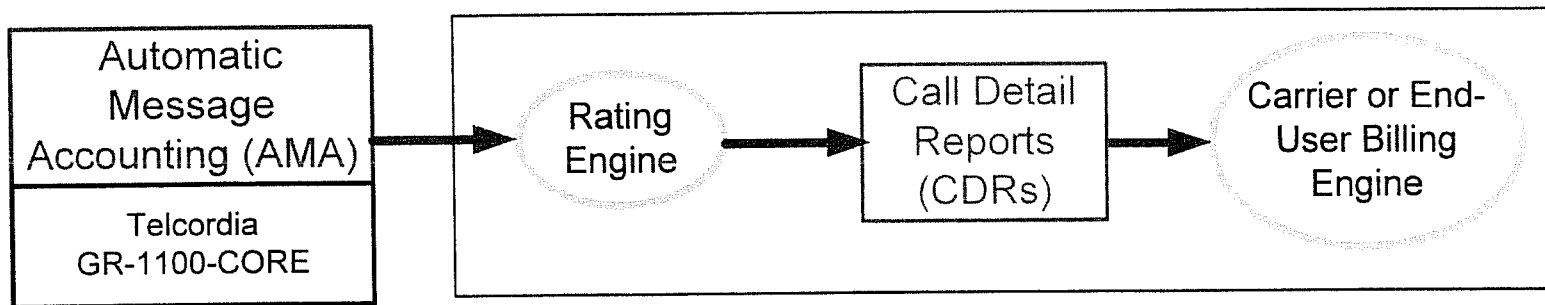 Automatic
Message
Accounting (AMA)
Telcordia
GR-1100-CORE
Rating
Engine
Call Detail
Reports
(CDRs)
Carrier or End-
User Billing
Engine